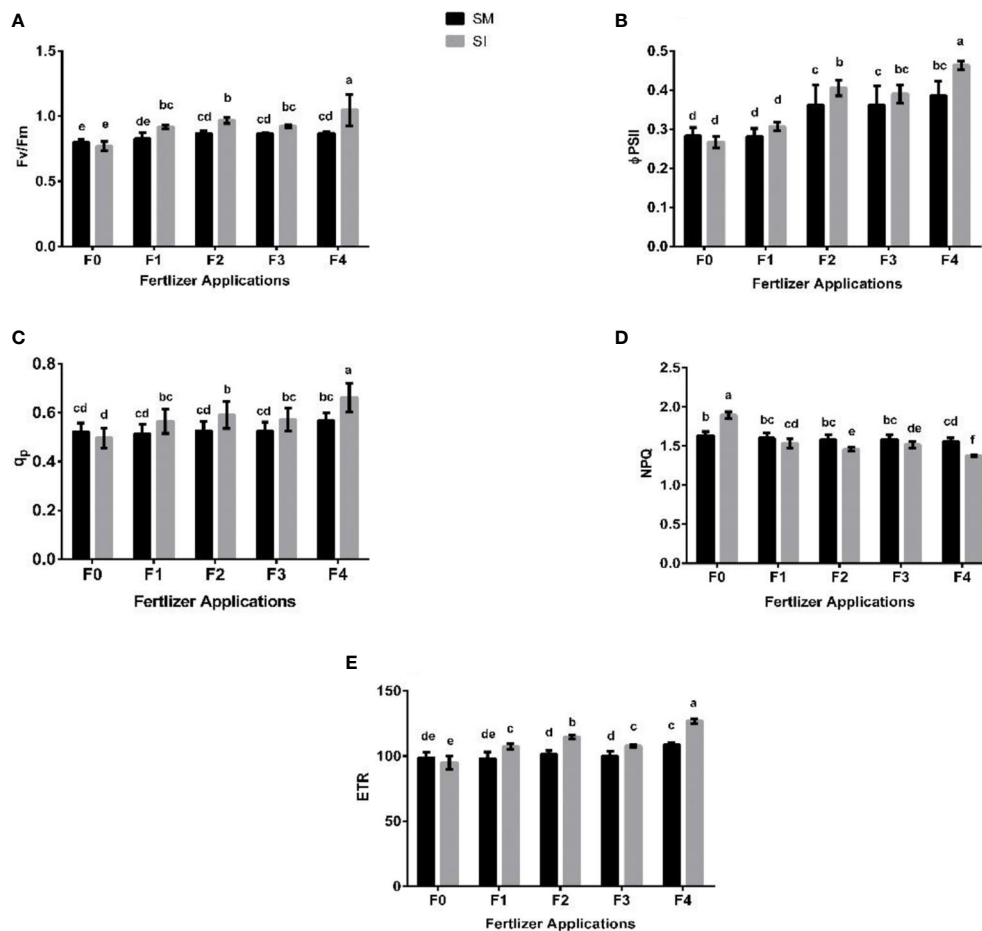 A
SM
SI
B
1.5
1.0
0.5
0.0
Fv/Fm
e e de bc cd b cd bc cd a
F0 F1 F2 F3 F4
Fertlizer Applications
0.5
0.4
0.3
0.2
0.1
0.0
ϕPSII
d d d d c b c bc bc a
F0 F1 F2 F3 F4
Fertlizer Applications
C
0.8
0.6
0.4
0.2
0.0
qp
cd d cd bc cd b cd bc bc a
F0 F1 F2 F3 F4
Fertlizer Applications
D
2.5
2.0
1.5
1.0
0.5
0.0
NPQ
b a bc cd bc e bc de cd f
F0 F1 F2 F3 F4
Fertlizer Applications
E
150
100
50
0
ETR
de e de c d b d c c a
F0 F1 F2 F3 F4
Fertlizer Applications